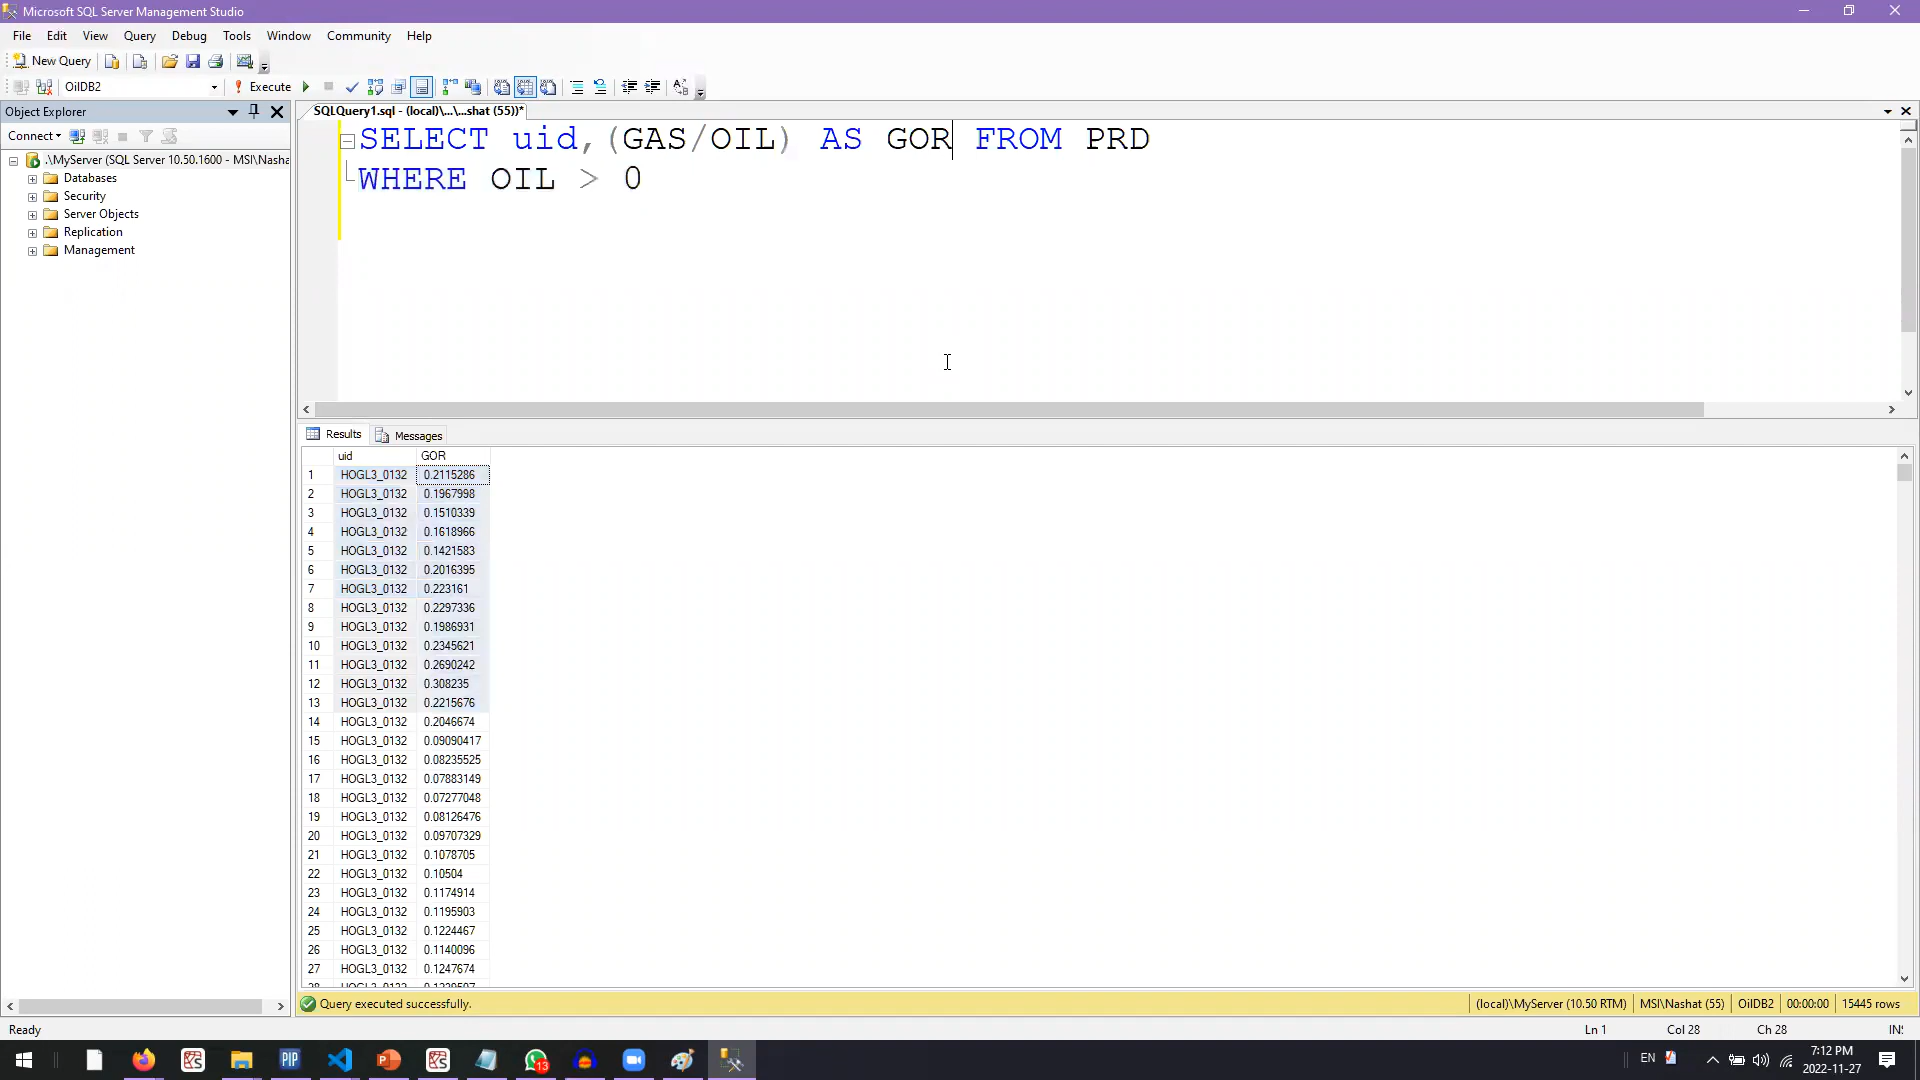 Microsoft SQL Server Management Studio
File Edit View Query Debug Tools Window Community Help
New Query
OilDB2 Execute
Object Explorer
SQLQuery1.sql - (local)\...\...shat (55))*
Connect
.\MyServer (SQL Server 10.50.1600 - MSI\Nasha
Databases
Security
Server Objects
Replication
Management
SELECT uid,(GAS/OIL) AS GOR FROM PRD
WHERE OIL > 0
Results Messages
uid GOR
1 HOGL3_0132 0.2115286
2 HOGL3_0132 0.1967998
3 HOGL3_0132 0.1510339
4 HOGL3_0132 0.1618966
5 HOGL3_0132 0.1421583
6 HOGL3_0132 0.2016395
7 HOGL3_0132 0.223161
8 HOGL3_0132 0.2297336
9 HOGL3_0132 0.1986931
10 HOGL3_0132 0.2345621
11 HOGL3_0132 0.2690242
12 HOGL3_0132 0.308235
13 HOGL3_0132 0.2215676
14 HOGL3_0132 0.2046674
15 HOGL3_0132 0.09090417
16 HOGL3_0132 0.08235525
17 HOGL3_0132 0.07883149
18 HOGL3_0132 0.07277048
19 HOGL3_0132 0.08126476
20 HOGL3_0132 0.09707329
21 HOGL3_0132 0.1078705
22 HOGL3_0132 0.10504
23 HOGL3_0132 0.1174914
24 HOGL3_0132 0.1195903
25 HOGL3_0132 0.1224467
26 HOGL3_0132 0.1140096
27 HOGL3_0132 0.1247674
Query executed successfully. (local)\MyServer (10.50 RTM) MSI\Nashat (55) OilDB2 00:00:00 15445 rows
Ready Ln 1 Col 28 Ch 28 INS
PIP 13 EN 7:12 PM
2022-11-27